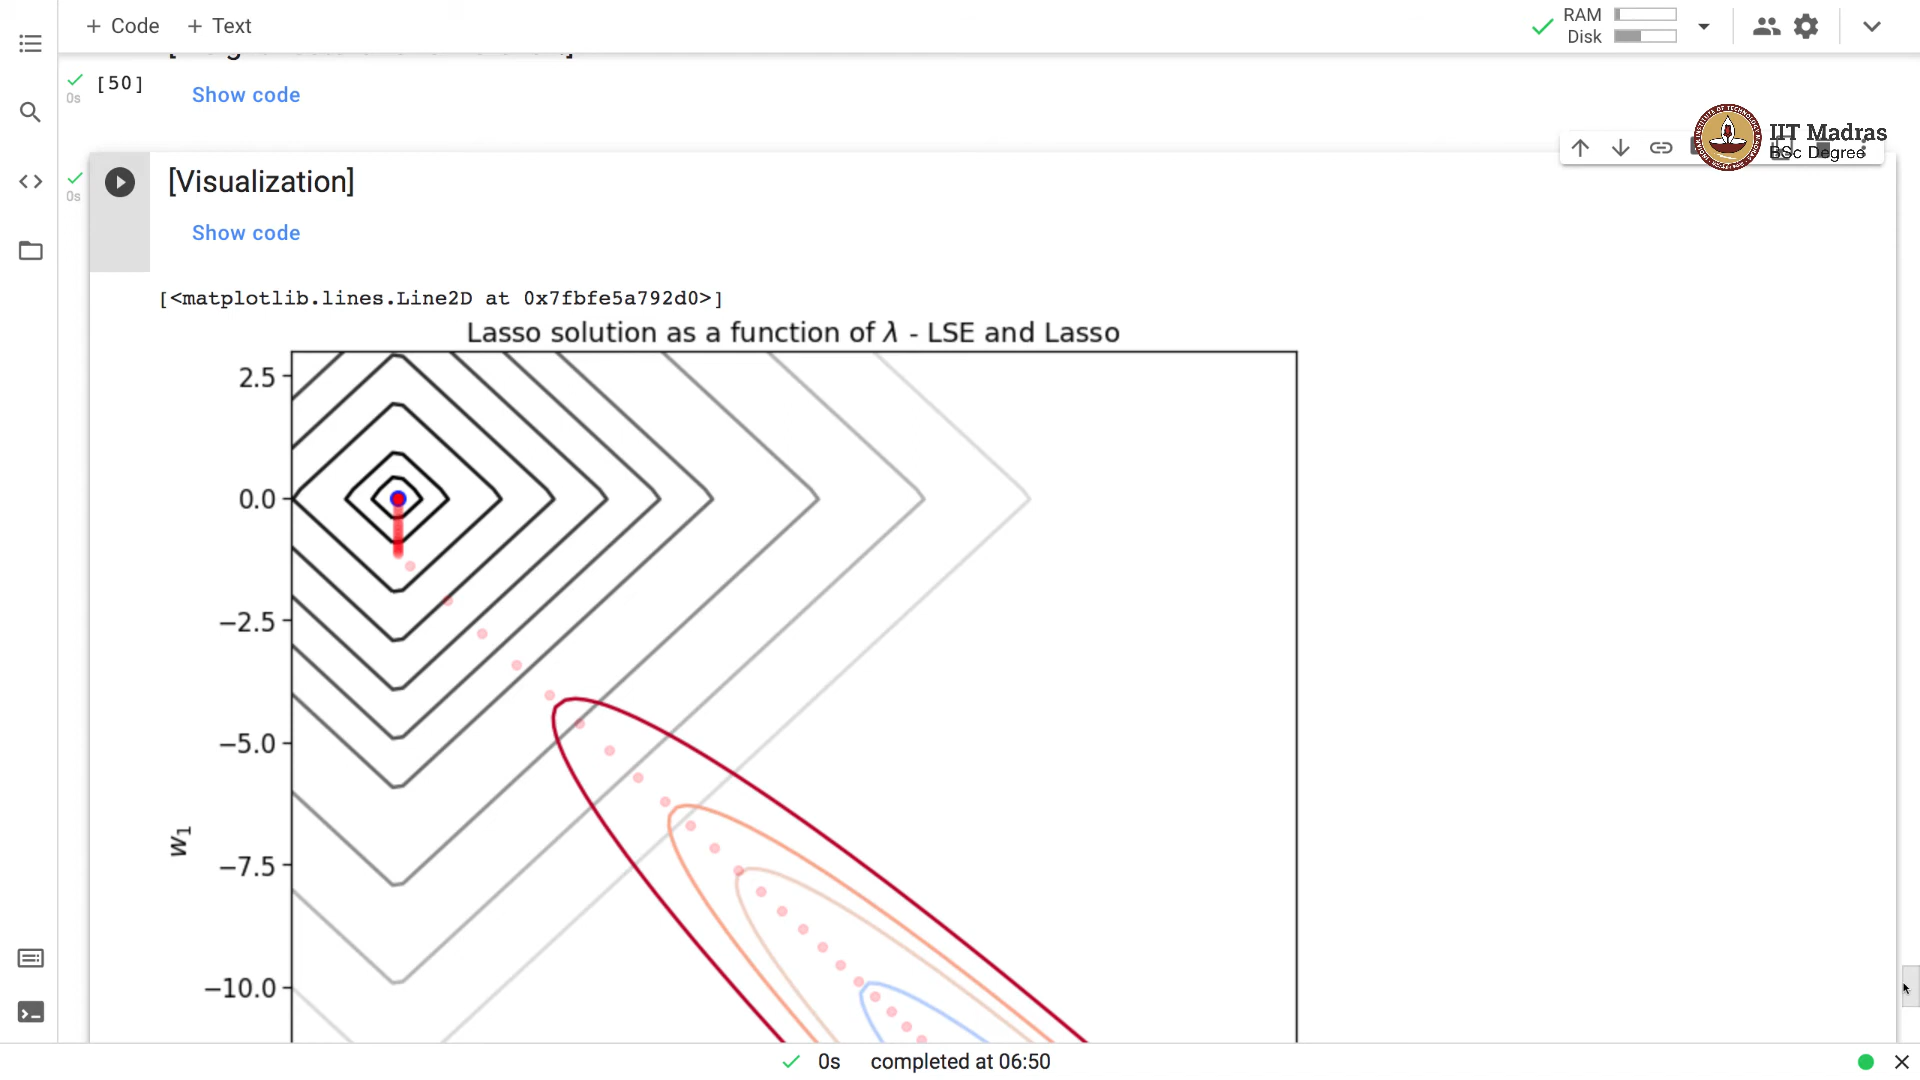 + Code + Text
RAM
Disk
[50]
0s
Show code
IIT Madras
BSc Degree
0s
[Visualization]
Show code
[<matplotlib.lines.Line2D at 0x7fbfe5a792d0>]
Lasso solution as a function of λ - LSE and Lasso
2.5
0.0
−2.5
−5.0
w₁
−7.5
−10.0
0s completed at 06:50